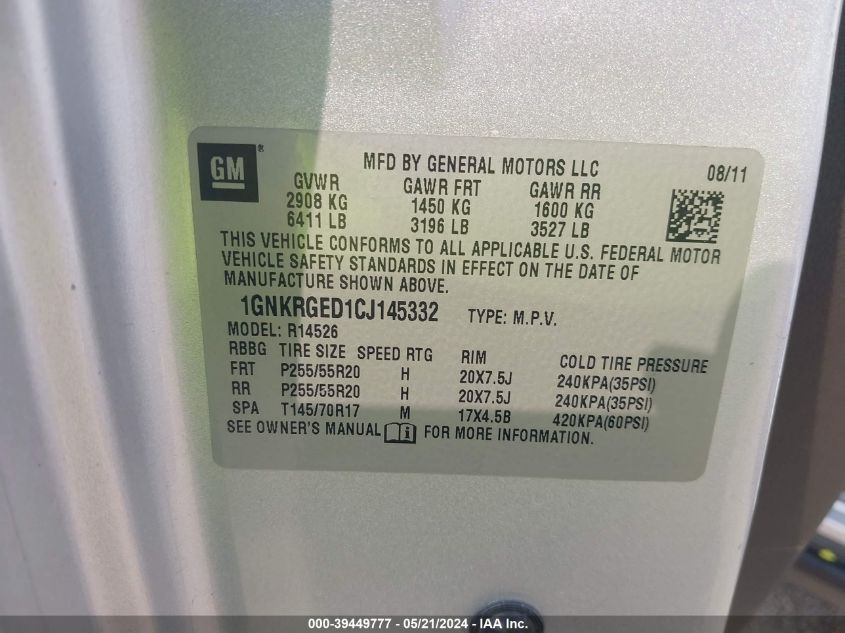 GM® MFD BY GENERAL MOTORS LLC 08/11
GVWR GAWR FRT GAWR RR
2908 KG 1450 KG 1600 KG
6411 LB 3196 LB 3527 LB
THIS VEHICLE CONFORMS TO ALL APPLICABLE U.S. FEDERAL MOTOR
VEHICLE SAFETY STANDARDS IN EFFECT ON THE DATE OF
MANUFACTURE SHOWN ABOVE.
1GNKRGED1CJ145332 TYPE: M.P.V.
MODEL: R14526
RBBG TIRE SIZE SPEED RTG RIM COLD TIRE PRESSURE
FRT P255/55R20 H 20X7.5J 240KPA(35PSI)
RR P255/55R20 H 20X7.5J 240KPA(35PSI)
SPA T145/70R17 M 17X4.5B 420KPA(60PSI)
SEE OWNER'S MANUAL FOR MORE INFORMATION.
000-39449777 - 05/21/2024 - IAA Inc.